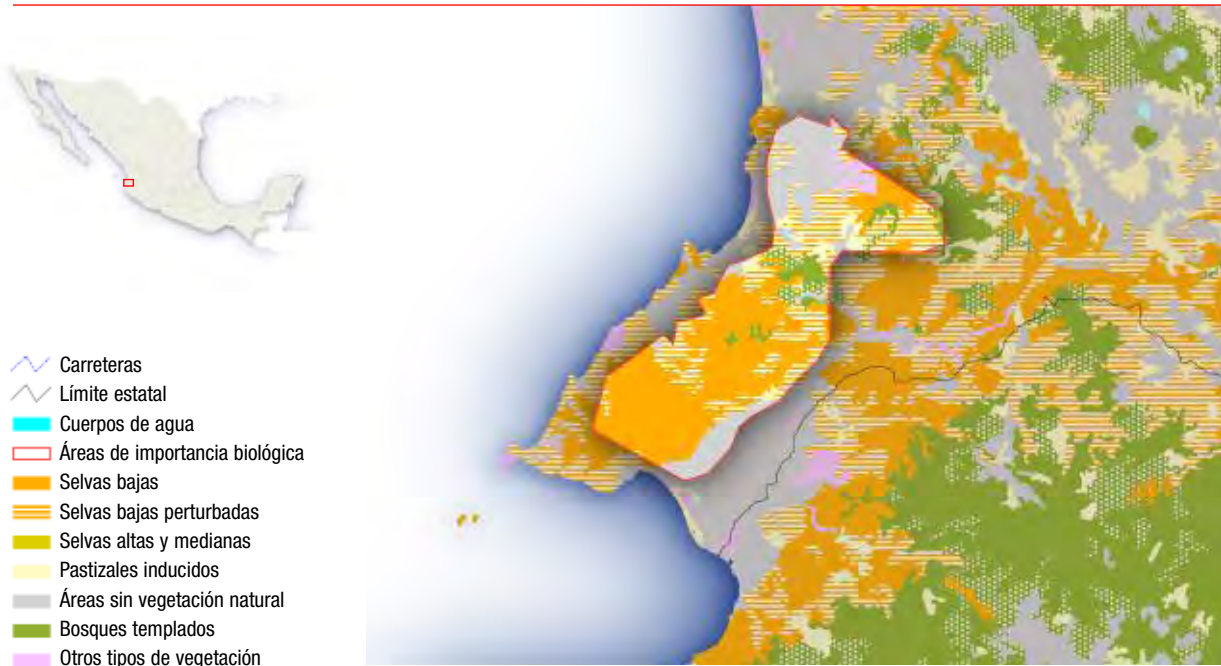 Carreteras
Límite estatal
Cuerpos de agua
Áreas de importancia biológica
Selvas bajas
Selvas bajas perturbadas
Selvas altas y medianas
Pastizales inducidos
Áreas sin vegetación natural
Bosques templados
Otros tipos de vegetación